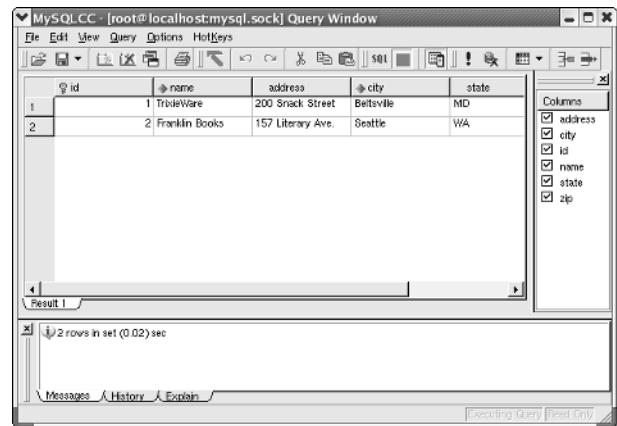 MySQLCC - [root@localhost:mysql.sock] Query Window
File Edit View Query Options HotKeys
SQL
id name address city state
1 1 TrixieWare 200 Snack Street Beltsville MD
2 2 Franklin Books 157 Literary Ave. Seattle WA
Columns
address
city
id
name
state
zip
Result 1
2 rows in set (0.02) sec
Messages History Explain
Executing Query Read Only